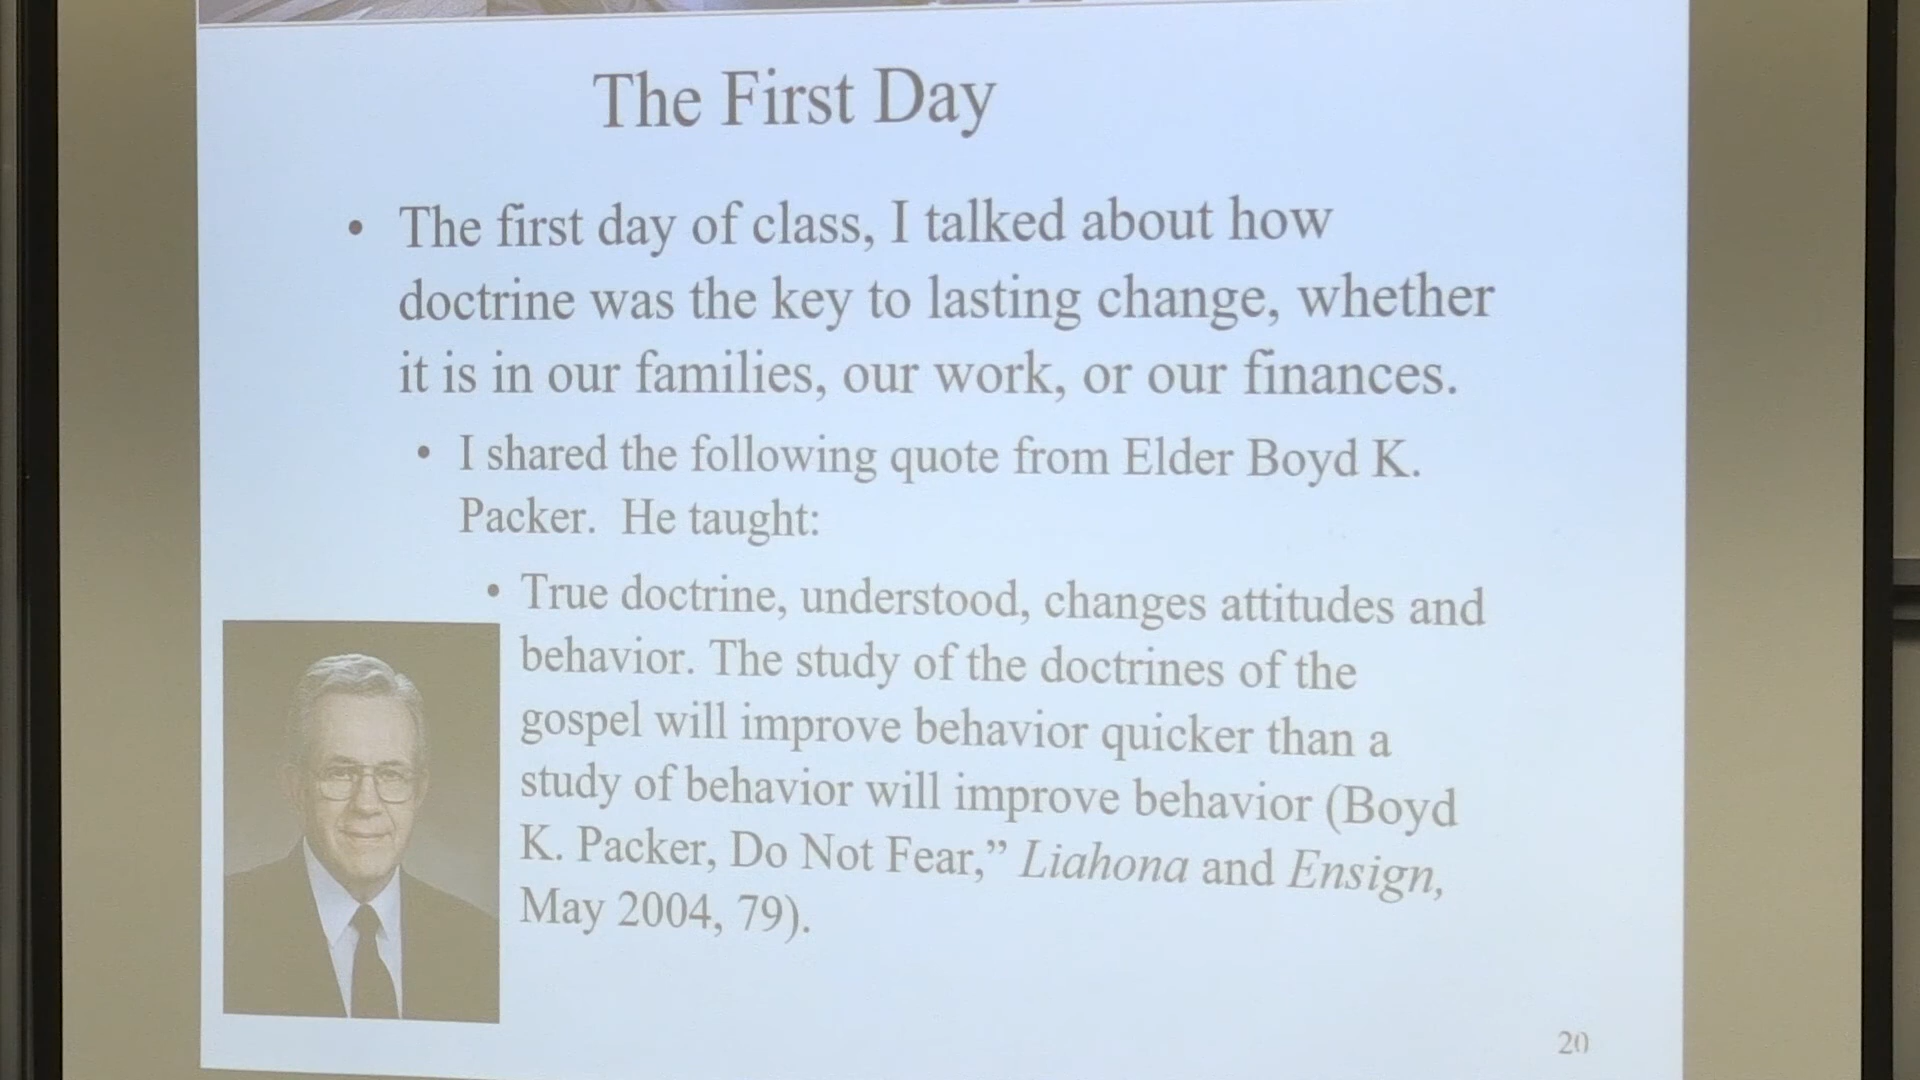 The First Day
• The first day of class, I talked about how
doctrine was the key to lasting change, whether
it is in our families, our work, or our finances.
• I shared the following quote from Elder Boyd K.
Packer.  He taught:
• True doctrine, understood, changes attitudes and
behavior. The study of the doctrines of the
gospel will improve behavior quicker than a
study of behavior will improve behavior (Boyd
K. Packer, Do Not Fear,” Liahona and Ensign,
May 2004, 79).
20